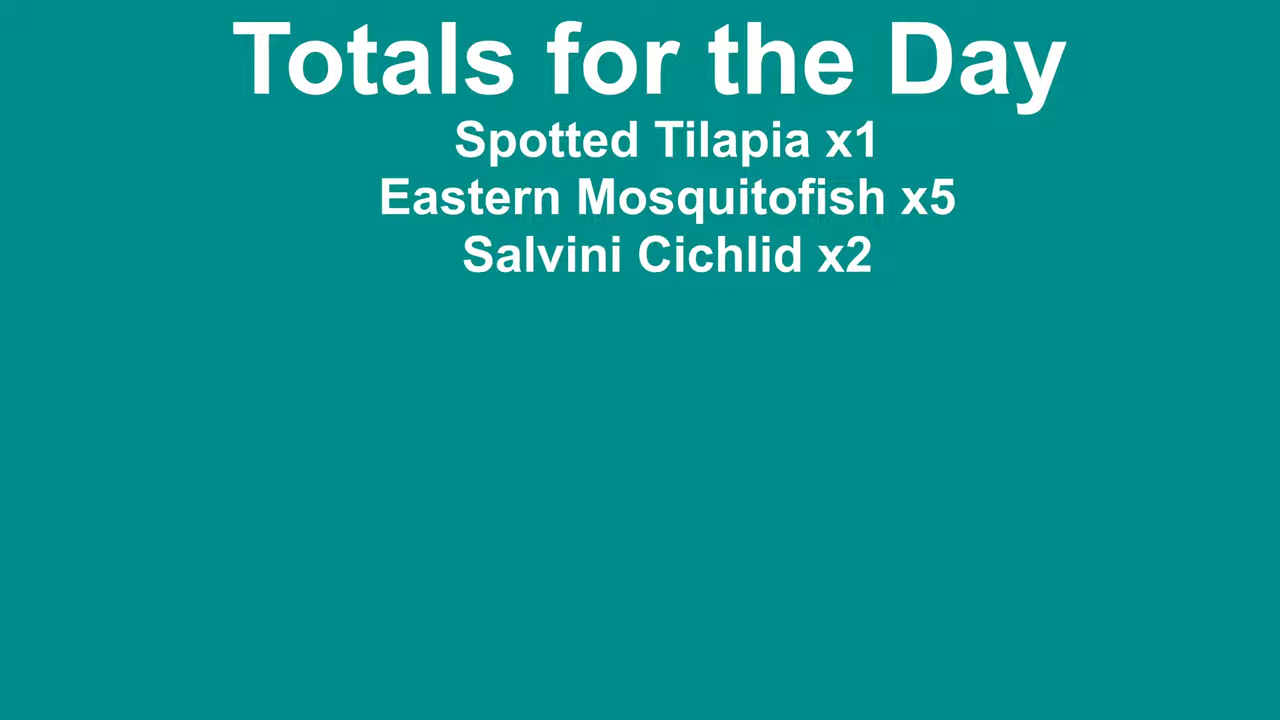 Totals for the Day
Spotted Tilapia x1
Eastern Mosquitofish x5
Salvini Cichlid x2